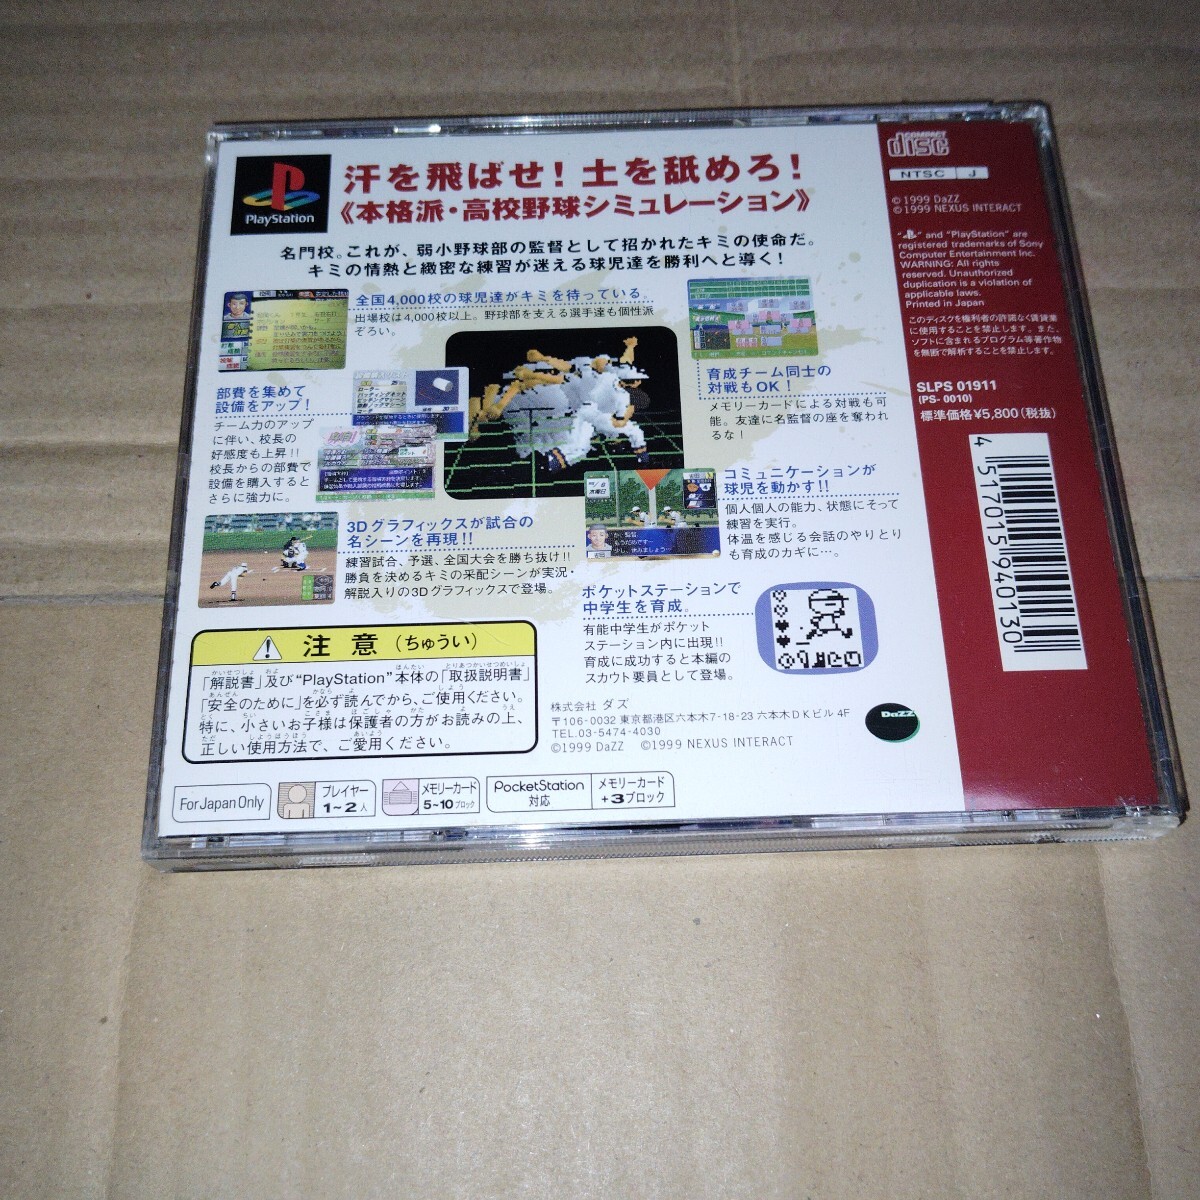 PlayStation
汗を飛ばせ！土を舐めろ！
《本格派・高校野球シミュレーション》
名門校。これが、弱小野球部の監督として招かれたキミの使命だ。
キミの情熱と緻密な練習が迷える球児達を勝利へと導く！
全国4,000校の球児達がキミを待っている。
出場校は4,000校以上。野球部を支える選手達も個性派
ぞろい。
部費を集めて
設備をアップ！
チーム力のアップ
に伴い、校長の
好感度も上昇！！
校長からの部費で
設備を購入すると
さらに強力に。
育成チーム同士の
対戦もOK！
メモリーカードによる対戦も可
能。友達に名監督の座を奪われ
るな！
コミュニケーションが
球児を動かす！！
個人個人の能力、状態にそって
練習を実行。
体温を感じる会話のやりとり
も育成のカギに…。
3Dグラフィックスが試合の
名シーンを再現！！
練習試合、予選、全国大会を勝ち抜け！！
勝負を決めるキミの采配シーンが実況・
解説入りの3Dグラフィックスで登場。
ポケットステーションで
中学生を育成。
有能中学生がポケット
ステーション内に出現！！
育成に成功すると本編の
スカウト要員として登場。
注意（ちゅうい）
「解説書」及び“PlayStation”本体の「取扱説明書」
「安全のために」を必ず読んでから、ご使用ください。
特に、小さいお子様は保護者の方がお読みの上、
正しい使用方法で、ご愛用ください。
株式会社 ダズ
〒106-0032 東京都港区六本木7-18-23 六本木DKビル 4F
TEL.03-5474-4030
©1999 DaZZ ©1999 NEXUS INTERACT
DaZZ
For Japan Only
プレイヤー
1~2人
メモリーカード
5~10ブロック
PocketStation
対応
メモリーカード
+3ブロック
COMPACT
disc
NTSC J
© 1999 DaZZ
© 1999 NEXUS INTERACT
“ ” and “PlayStation” are
registered trademarks of Sony
Computer Entertainment Inc.
WARNING: All rights
reserved. Unauthorized
duplication is a violation of
applicable laws.
Printed in Japan
このディスクを権利者の許諾なく賃貸業
に使用することを禁止します。また、
ソフトに含まれるプログラム等著作物
を無断で解析することを禁止します。
SLPS 01911
(PS- 0010)
標準価格¥5,800(税抜)
4 517015 940130